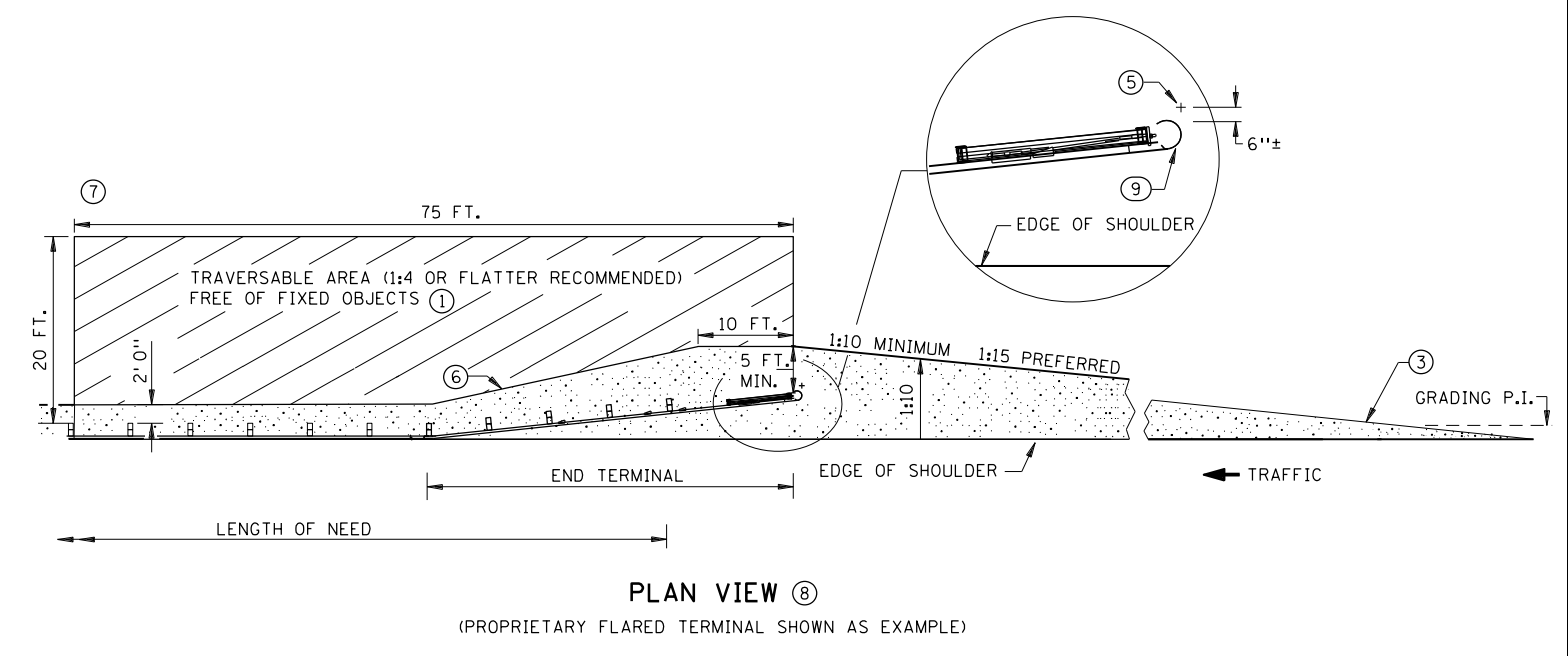 5
6"±
9
EDGE OF SHOULDER
7
75 FT.
TRAVERSABLE AREA (1:4 OR FLATTER RECOMMENDED)
FREE OF FIXED OBJECTS 1
20 FT.
2'0"
10 FT.
1:10 MINIMUM
1:15 PREFERRED
5 FT.
MIN.
6
1:10
3
GRADING P.I.
EDGE OF SHOULDER
TRAFFIC
END TERMINAL
LENGTH OF NEED
PLAN VIEW 8
(PROPRIETARY FLARED TERMINAL SHOWN AS EXAMPLE)